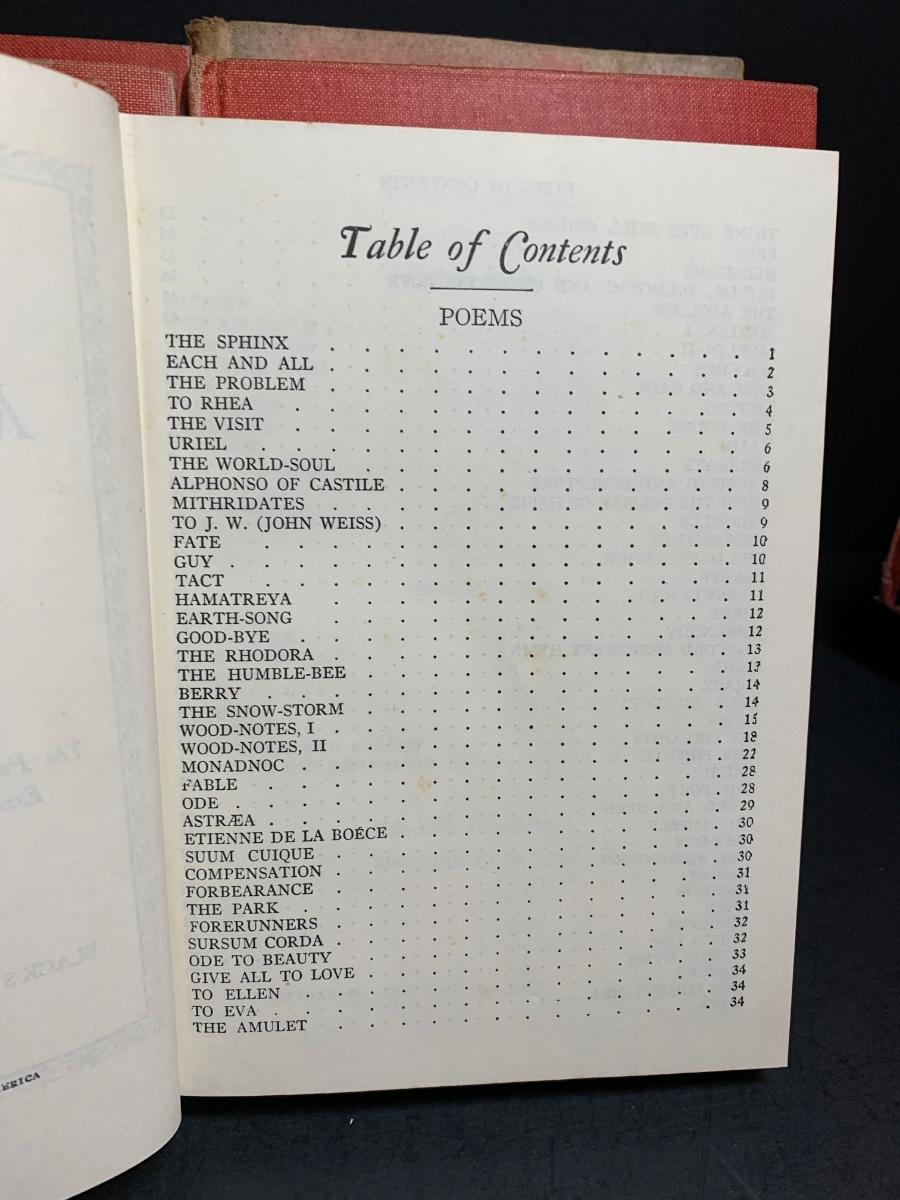 Table of Contents
POEMS
THE SPHINX . . . . . . . . . . . . . 1
EACH AND ALL . . . . . . . . . . . . . 2
THE PROBLEM . . . . . . . . . . . . . 3
TO RHEA . . . . . . . . . . . . . . 4
THE VISIT . . . . . . . . . . . . . . 5
URIEL . . . . . . . . . . . . . . . 6
THE WORLD-SOUL . . . . . . . . . . . . 6
ALPHONSO OF CASTILE . . . . . . . . . . . 8
MITHRIDATES . . . . . . . . . . . . . 9
TO J. W. (JOHN WEISS) . . . . . . . . . . . 9
FATE . . . . . . . . . . . . . . . 10
GUY . . . . . . . . . . . . . . . . 10
TACT . . . . . . . . . . . . . . . 11
HAMATREYA . . . . . . . . . . . . . 11
EARTH-SONG . . . . . . . . . . . . . 12
GOOD-BYE . . . . . . . . . . . . . . 12
THE RHODORA . . . . . . . . . . . . . 13
THE HUMBLE-BEE . . . . . . . . . . . . 13
BERRY . . . . . . . . . . . . . . . 14
THE SNOW-STORM . . . . . . . . . . . . 14
WOOD-NOTES, I . . . . . . . . . . . . . 15
WOOD-NOTES, II . . . . . . . . . . . . 18
MONADNOC . . . . . . . . . . . . . . 22
FABLE . . . . . . . . . . . . . . . 28
ODE . . . . . . . . . . . . . . . . 28
ASTRÆA . . . . . . . . . . . . . . . 29
ETIENNE DE LA BOÉCE . . . . . . . . . . . 30
SUUM CUIQUE . . . . . . . . . . . . . 30
COMPENSATION . . . . . . . . . . . . . 30
FORBEARANCE . . . . . . . . . . . . . 31
THE PARK . . . . . . . . . . . . . . 31
FORERUNNERS . . . . . . . . . . . . . 31
SURSUM CORDA . . . . . . . . . . . . . 32
ODE TO BEAUTY . . . . . . . . . . . . . 32
GIVE ALL TO LOVE . . . . . . . . . . . . 33
TO ELLEN . . . . . . . . . . . . . . 34
TO EVA . . . . . . . . . . . . . . . 34
THE AMULET . . . . . . . . . . . . . 34